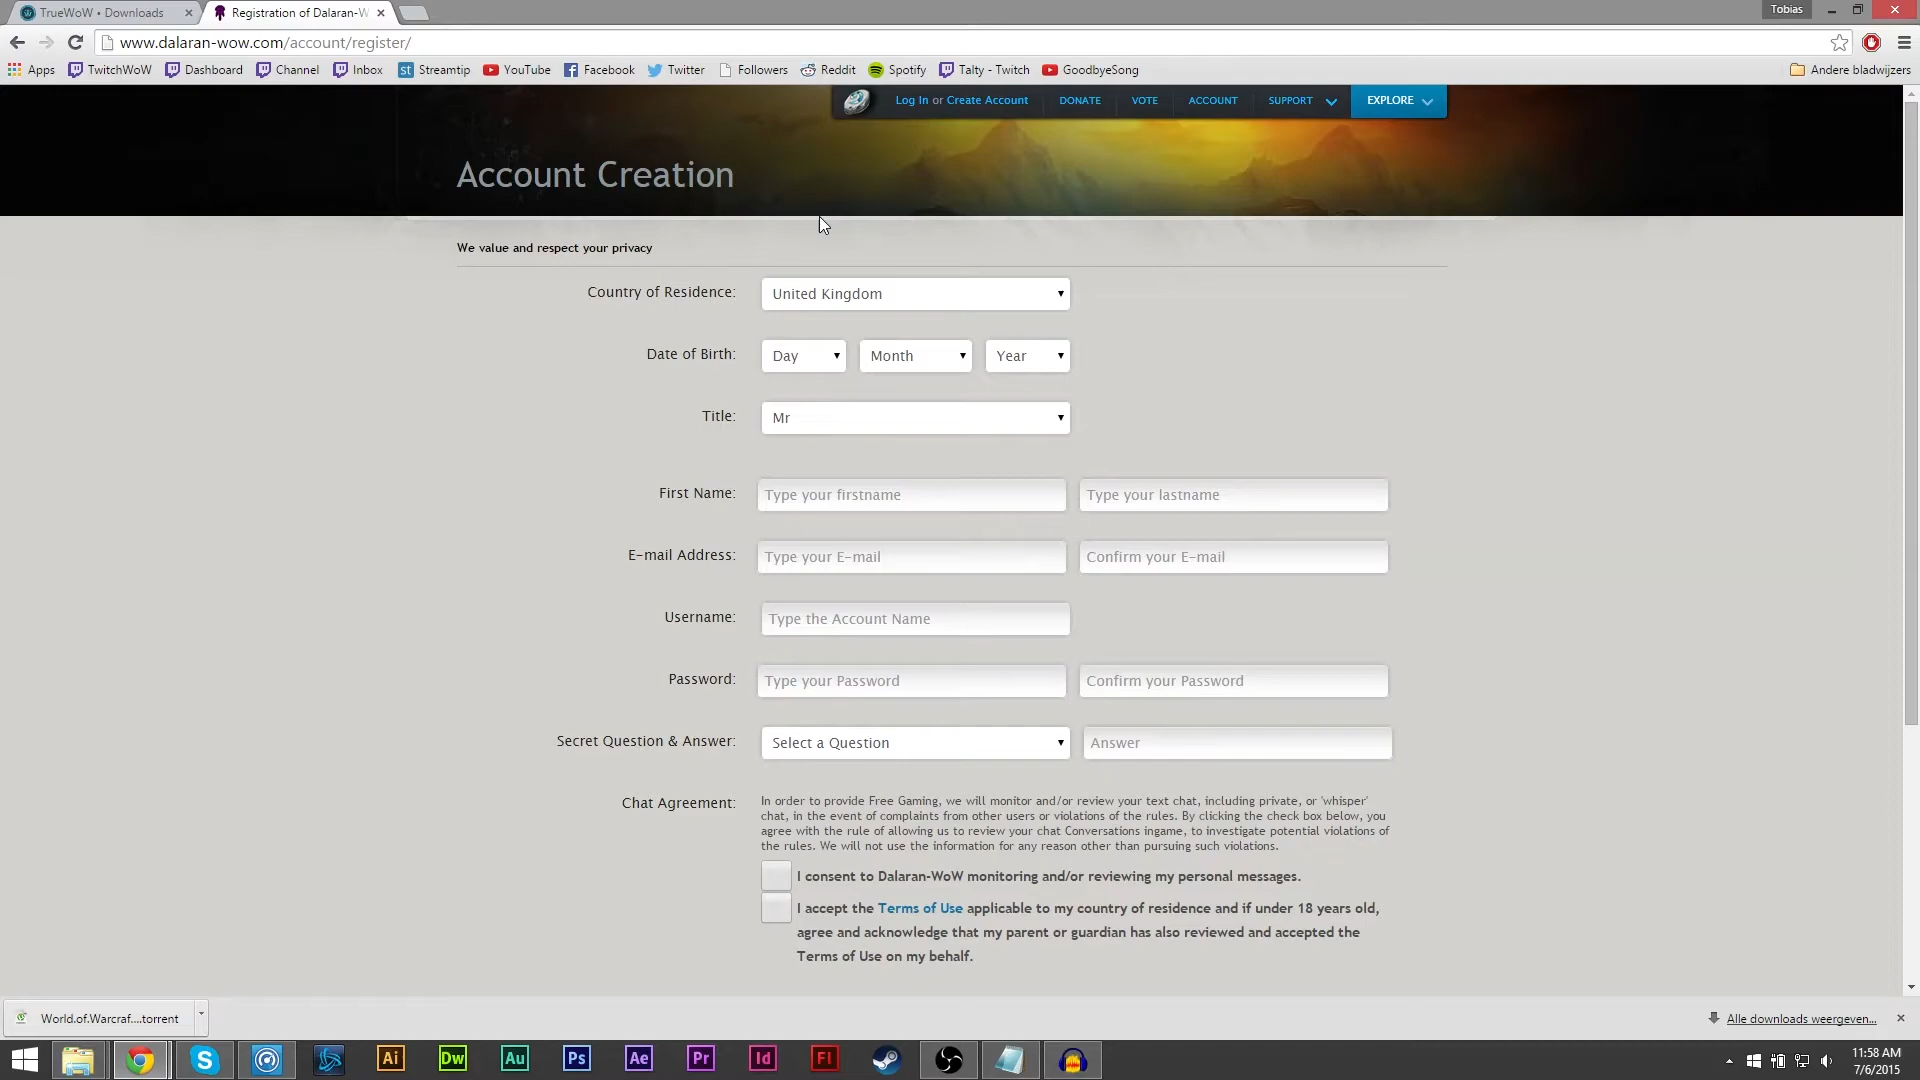 TrueWoW • Downloads
Registration of Dalaran-W
Tobias
www.dalaran-wow.com/account/register/
Apps TwitchWoW Dashboard Channel Inbox Streamtip YouTube Facebook Twitter Followers Reddit Spotify Talty - Twitch GoodbyeSong Andere bladwijzers
Log In or Create Account DONATE VOTE ACCOUNT SUPPORT EXPLORE
Account Creation
We value and respect your privacy
Country of Residence: United Kingdom
Date of Birth: Day Month Year
Title: Mr
First Name: Type your firstname Type your lastname
E-mail Address: Type your E-mail Confirm your E-mail
Username: Type the Account Name
Password: Type your Password Confirm your Password
Secret Question & Answer: Select a Question Answer
Chat Agreement: In order to provide Free Gaming, we will monitor and/or review your text chat, including private, or 'whisper'
chat, in the event of complaints from other users or violations of the rules. By clicking the check box below, you
agree with the rule of allowing us to review your chat Conversations ingame, to investigate potential violations of
the rules. We will not use the information for any reason other than pursuing such violations.
I consent to Dalaran-WoW monitoring and/or reviewing my personal messages.
I accept the Terms of Use applicable to my country of residence and if under 18 years old,
agree and acknowledge that my parent or guardian has also reviewed and accepted the
Terms of Use on my behalf.
World.of.Warcraf....torrent
Alle downloads weergeven...
st
Ai Dw Au Ps Ae Pr Id Fl
11:58 AM
7/6/2015